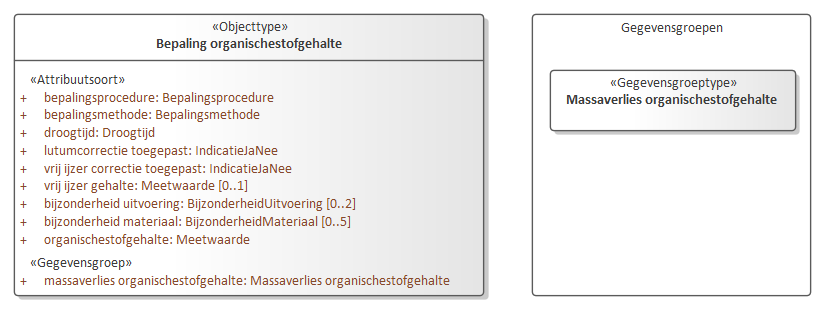 «Objecttype»
Bepaling organischestofgehalte
«Attribuutsoort»
+ bepalingsprocedure: Bepalingsprocedure
+ bepalingsmethode: Bepalingsmethode
+ droogtijd: Droogtijd
+ lutumcorrectie toegepast: IndicatieJaNee
+ vrij ijzer correctie toegepast: IndicatieJaNee
+ vrij ijzer gehalte: Meetwaarde [0..1]
+ bijzonderheid uitvoering: BijzonderheidUitvoering [0..2]
+ bijzonderheid materiaal: BijzonderheidMateriaal [0..5]
+ organischestofgehalte: Meetwaarde
«Gegevensgroep»
+ massaverlies organischestofgehalte: Massaverlies organischestofgehalte
Gegevensgroepen
«Gegevensgroeptype»
Massaverlies organischestofgehalte